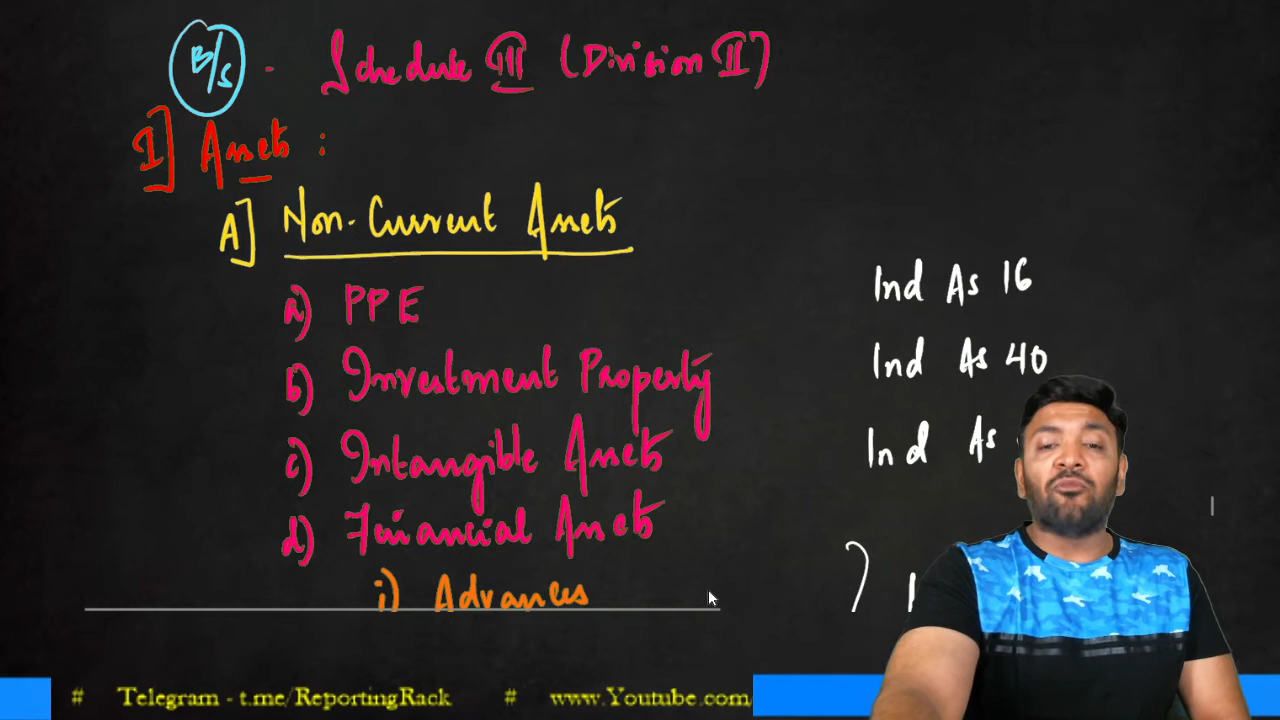 B/S - Schedule III (Division II)
I] Assets :
A] Non-Current Assets
a) PPE
Ind As 16
b) Investment Property
Ind As 40
c) Intangible Assets
Ind As
d) Financial Assets
i) Advances
# Telegram - t.me/ReportingRack # www.Youtube.com/